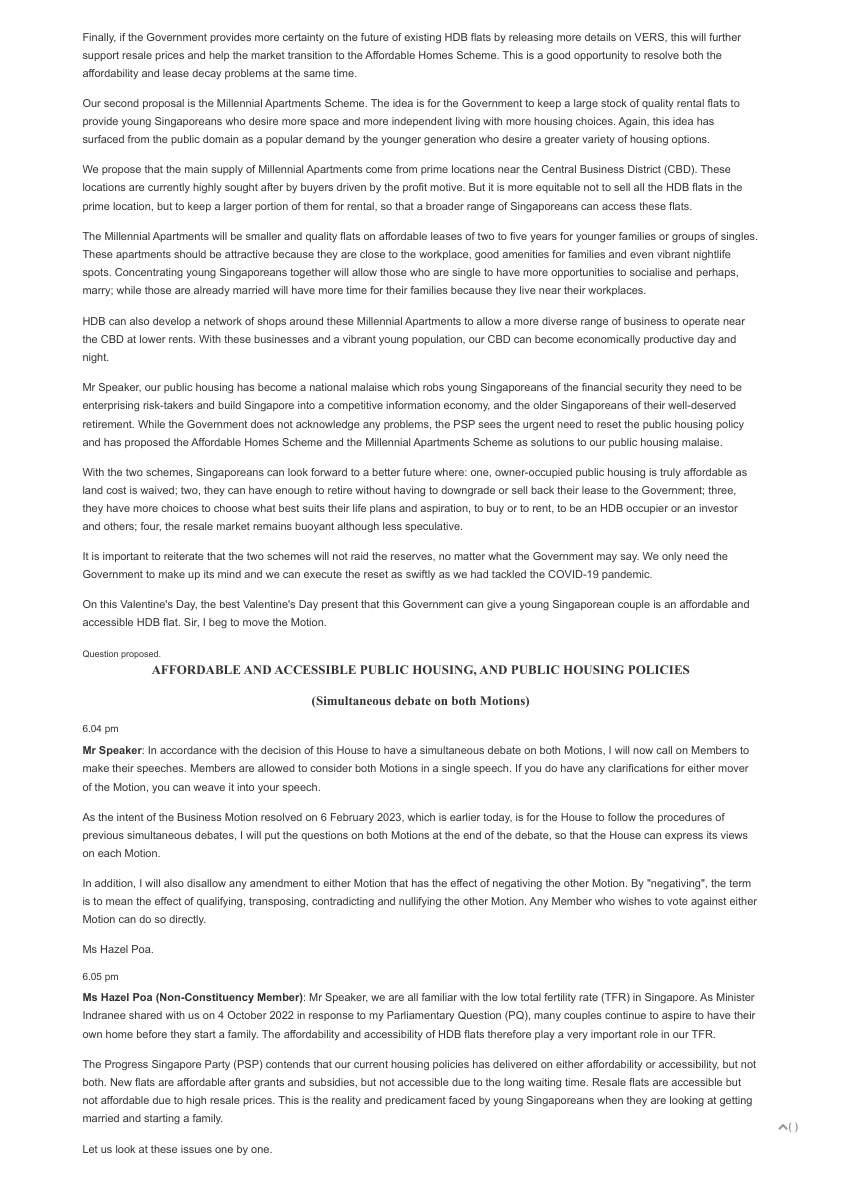 Finally, if the Government provides more certainty on the future of existing HDB flats by releasing more details on VERS, this will further
support resale prices and help the market transition to the Affordable Homes Scheme. This is a good opportunity to resolve both the
affordability and lease decay problems at the same time.
Our second proposal is the Millennial Apartments Scheme. The idea is for the Government to keep a large stock of quality rental flats to
provide young Singaporeans who desire more space and more independent living with more housing choices. Again, this idea has
surfaced from the public domain as a popular demand by the younger generation who desire a greater variety of housing options.
We propose that the main supply of Millennial Apartments come from prime locations near the Central Business District (CBD). These
locations are currently highly sought after by buyers driven by the profit motive. But it is more equitable not to sell all the HDB flats in the
prime location, but to keep a larger portion of them for rental, so that a broader range of Singaporeans can access these flats.
The Millennial Apartments will be smaller and quality flats on affordable leases of two to five years for younger families or groups of singles.
These apartments should be attractive because they are close to the workplace, good amenities for families and even vibrant nightlife
spots. Concentrating young Singaporeans together will allow those who are single to have more opportunities to socialise and perhaps,
marry; while those are already married will have more time for their families because they live near their workplaces.
HDB can also develop a network of shops around these Millennial Apartments to allow a more diverse range of business to operate near
the CBD at lower rents. With these businesses and a vibrant young population, our CBD can become economically productive day and
night.
Mr Speaker, our public housing has become a national malaise which robs young Singaporeans of the financial security they need to be
enterprising risk-takers and build Singapore into a competitive information economy, and the older Singaporeans of their well-deserved
retirement. While the Government does not acknowledge any problems, the PSP sees the urgent need to reset the public housing policy
and has proposed the Affordable Homes Scheme and the Millennial Apartments Scheme as solutions to our public housing malaise.
With the two schemes, Singaporeans can look forward to a better future where: one, owner-occupied public housing is truly affordable as
land cost is waived; two, they can have enough to retire without having to downgrade or sell back their lease to the Government; three,
they have more choices to choose what best suits their life plans and aspiration, to buy or to rent, to be an HDB occupier or an investor
and others; four, the resale market remains buoyant although less speculative.
It is important to reiterate that the two schemes will not raid the reserves, no matter what the Government may say. We only need the
Government to make up its mind and we can execute the reset as swiftly as we had tackled the COVID-19 pandemic.
On this Valentine's Day, the best Valentine's Day present that this Government can give a young Singaporean couple is an affordable and
accessible HDB flat. Sir, I beg to move the Motion.
Question proposed.
AFFORDABLE AND ACCESSIBLE PUBLIC HOUSING, AND PUBLIC HOUSING POLICIES
(Simultaneous debate on both Motions)
6.04 pm
Mr Speaker: In accordance with the decision of this House to have a simultaneous debate on both Motions, I will now call on Members to
make their speeches. Members are allowed to consider both Motions in a single speech. If you do have any clarifications for either mover
of the Motion, you can weave it into your speech.
As the intent of the Business Motion resolved on 6 February 2023, which is earlier today, is for the House to follow the procedures of
previous simultaneous debates, I will put the questions on both Motions at the end of the debate, so that the House can express its views
on each Motion.
In addition, I will also disallow any amendment to either Motion that has the effect of negativing the other Motion. By "negativing", the term
is to mean the effect of qualifying, transposing, contradicting and nullifying the other Motion. Any Member who wishes to vote against either
Motion can do so directly.
Ms Hazel Poa.
6.05 pm
Ms Hazel Poa (Non-Constituency Member): Mr Speaker, we are all familiar with the low total fertility rate (TFR) in Singapore. As Minister
Indranee shared with us on 4 October 2022 in response to my Parliamentary Question (PQ), many couples continue to aspire to have their
own home before they start a family. The affordability and accessibility of HDB flats therefore play a very important role in our TFR.
The Progress Singapore Party (PSP) contends that our current housing policies has delivered on either affordability or accessibility, but not
both. New flats are affordable after grants and subsidies, but not accessible due to the long waiting time. Resale flats are accessible but
not affordable due to high resale prices. This is the reality and predicament faced by young Singaporeans when they are looking at getting
married and starting a family.
( )
Let us look at these issues one by one.